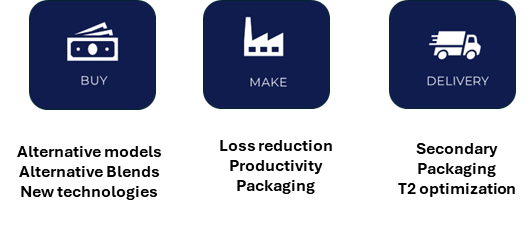 BUY
MAKE
DELIVERY
Alternative models
Alternative Blends
New technologies
Loss reduction
Productivity
Packaging
Secondary
Packaging
T2 optimization